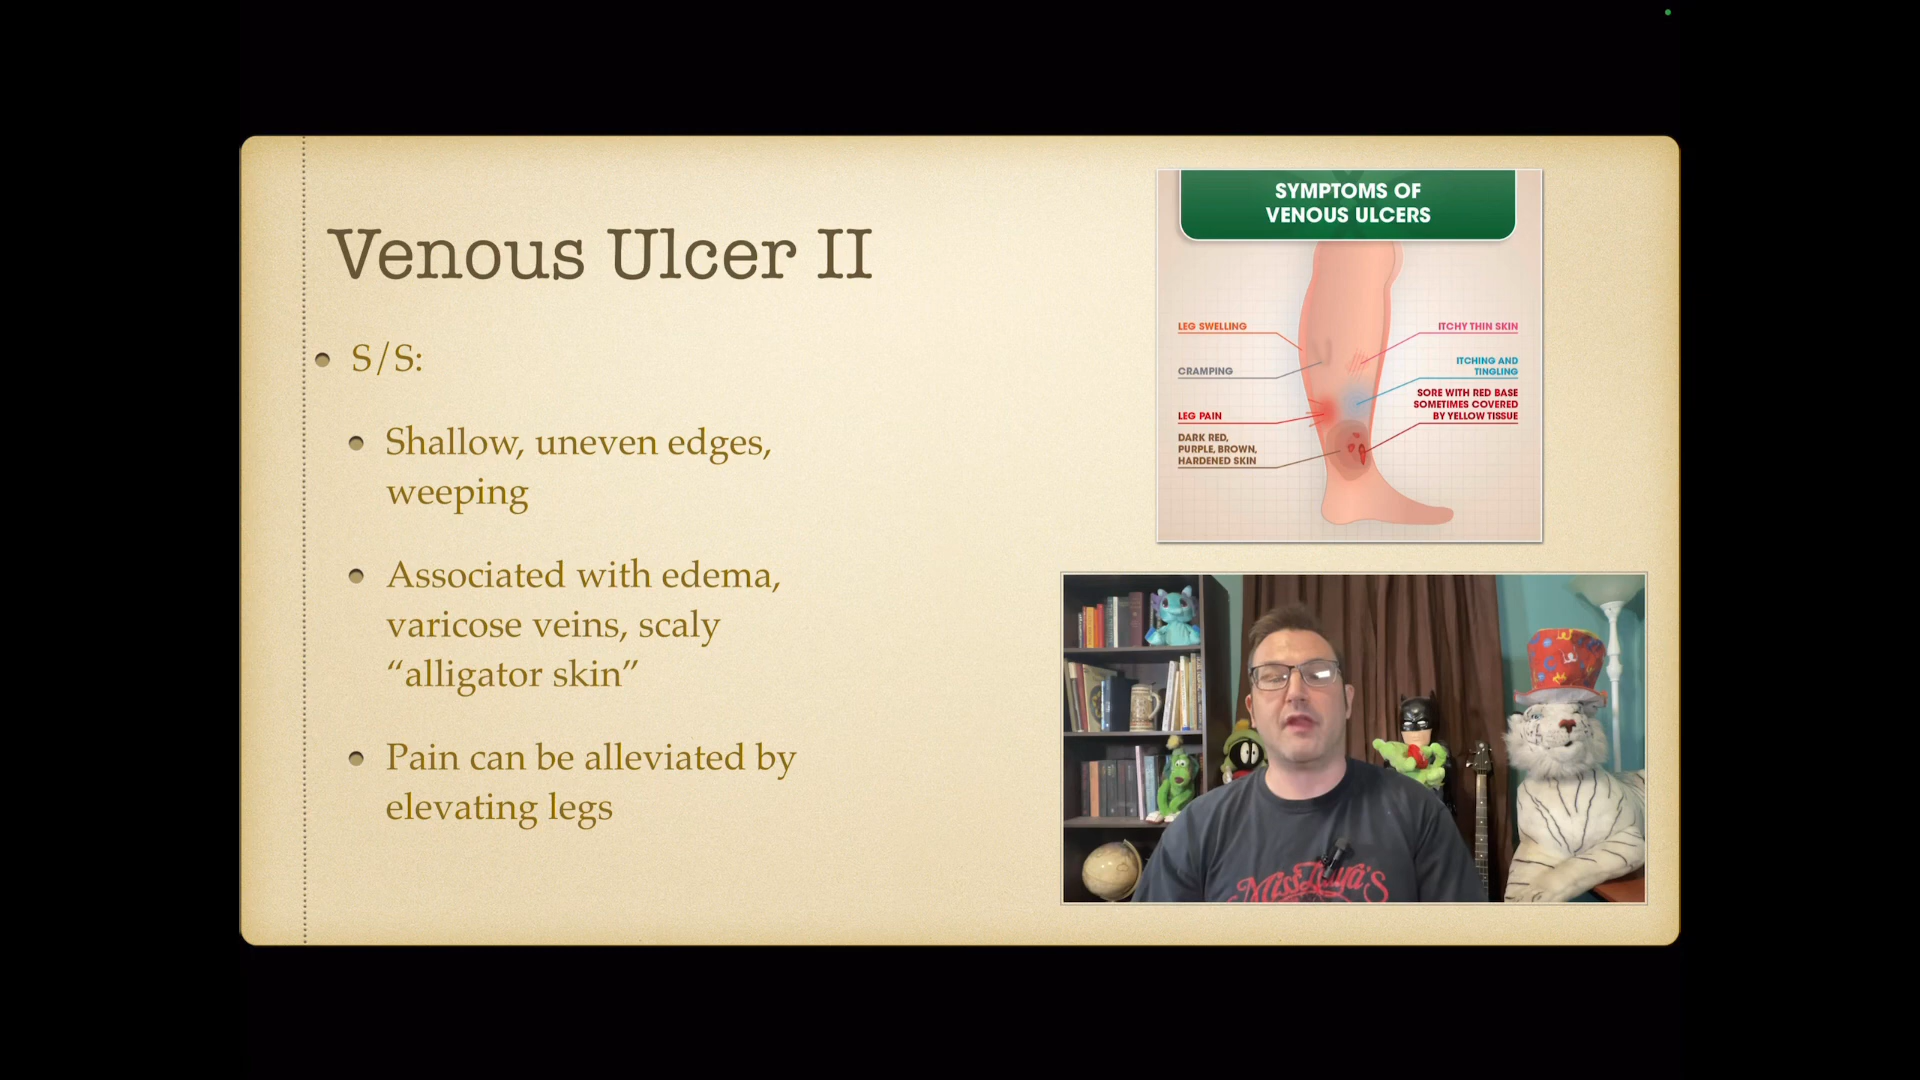 Venous Ulcer II
S/S:
Shallow, uneven edges,
weeping
Associated with edema,
varicose veins, scaly
“alligator skin”
Pain can be alleviated by
elevating legs
SYMPTOMS OF
VENOUS ULCERS
LEG SWELLING
CRAMPING
LEG PAIN
DARK RED,
PURPLE, BROWN,
HARDENED SKIN
ITCHY THIN SKIN
ITCHING AND
TINGLING
SORE WITH RED BASE
SOMETIMES COVERED
BY YELLOW TISSUE